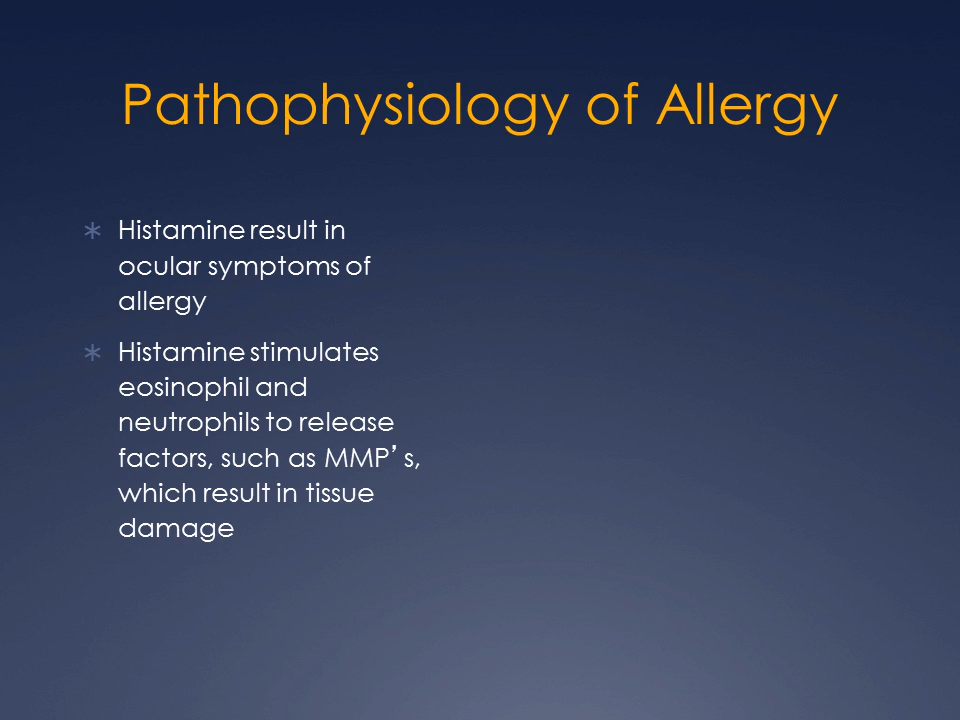 Pathophysiology of Allergy
Histamine result in
ocular symptoms of
allergy
Histamine stimulates
eosinophil and
neutrophils to release
factors, such as MMP’ s,
which result in tissue
damage